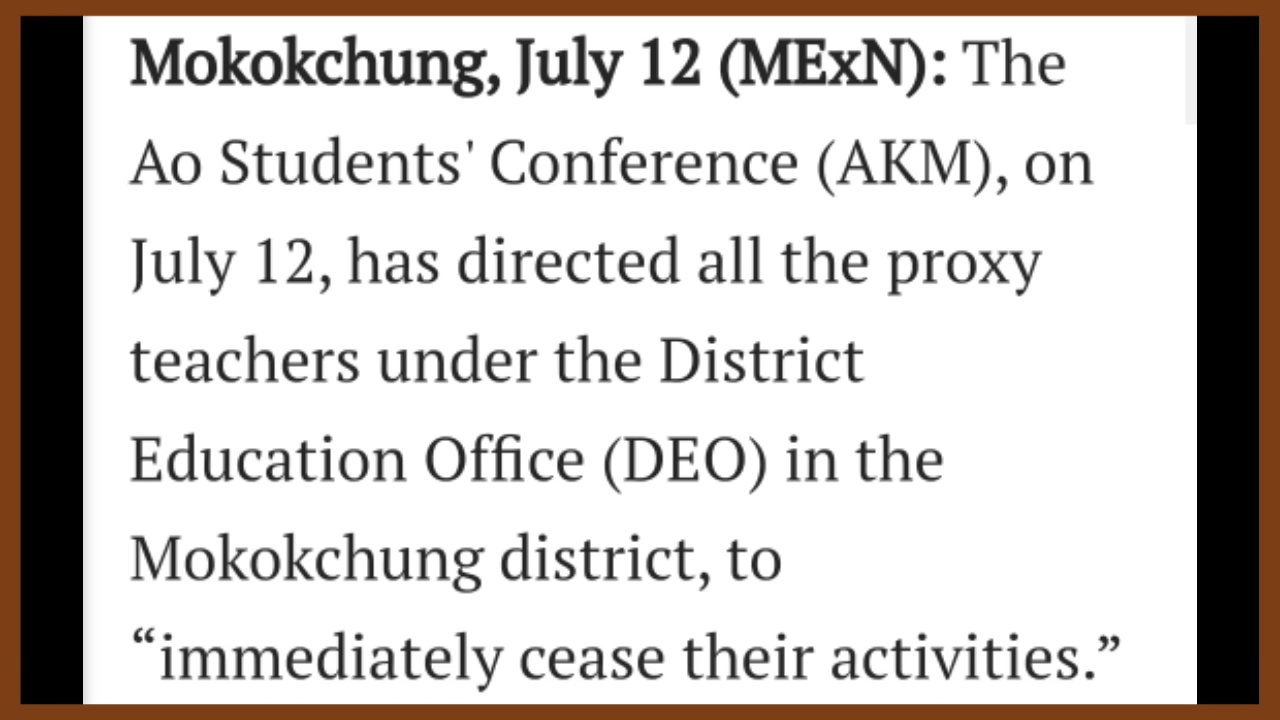 Mokokchung, July 12 (MExN): The
Ao Students' Conference (AKM), on
July 12, has directed all the proxy
teachers under the District
Education Office (DEO) in the
Mokokchung district, to
“immediately cease their activities.”